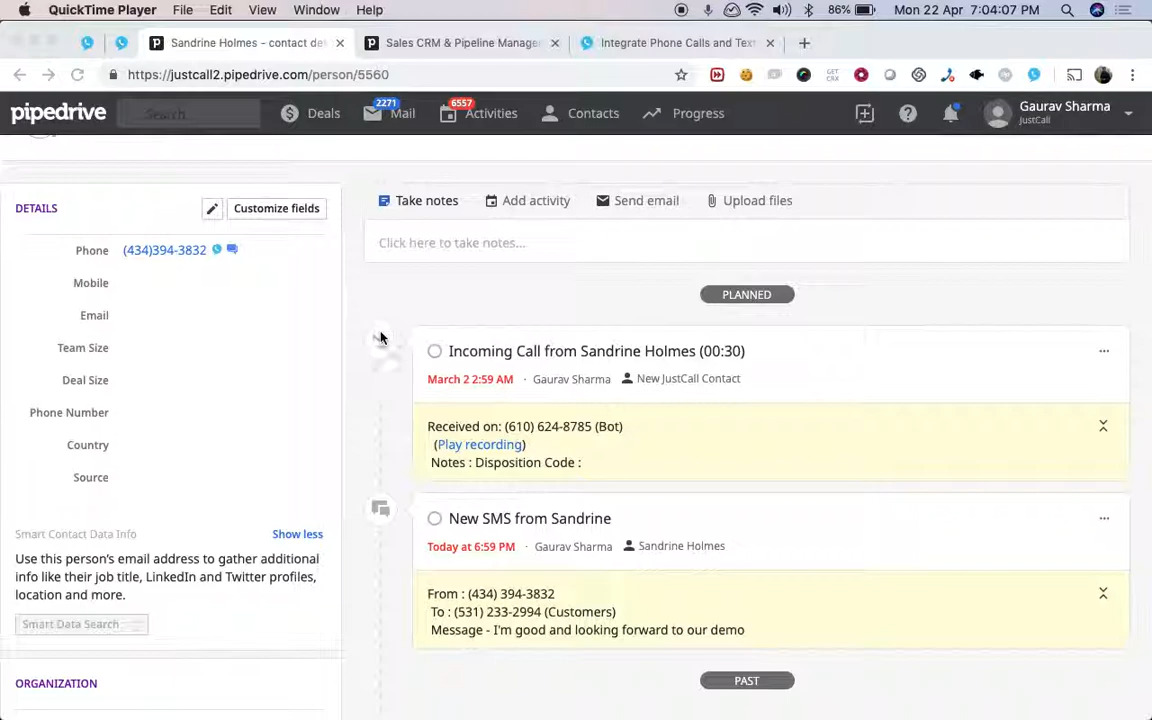 QuickTime Player File Edit View Window Help 86% Mon 22 Apr 7:04:07 PM
Sandrine Holmes - contact de Sales CRM & Pipeline Manage Integrate Phone Calls and Tex
https://justcall2.pipedrive.com/person/5560
GET CRX
pipedrive Search Deals 2271 Mail 6557 Activities Contacts Progress Gaurav Sharma
JustCall
DETAILS Customize fields
Phone (434)394-3832
Mobile
Email
Team Size
Deal Size
Phone Number
Country
Source
Smart Contact Data Info Show less
Use this person's email address to gather additional
info like their job title, LinkedIn and Twitter profiles,
location and more.
Smart Data Search
ORGANIZATION
Take notes Add activity Send email Upload files
Click here to take notes...
PLANNED
Incoming Call from Sandrine Holmes (00:30)
March 2 2:59 AM · Gaurav Sharma New JustCall Contact
Received on: (610) 624-8785 (Bot)
(Play recording)
Notes : Disposition Code :
New SMS from Sandrine
Today at 6:59 PM · Gaurav Sharma Sandrine Holmes
From : (434) 394-3832
To : (531) 233-2994 (Customers)
Message - I'm good and looking forward to our demo
PAST